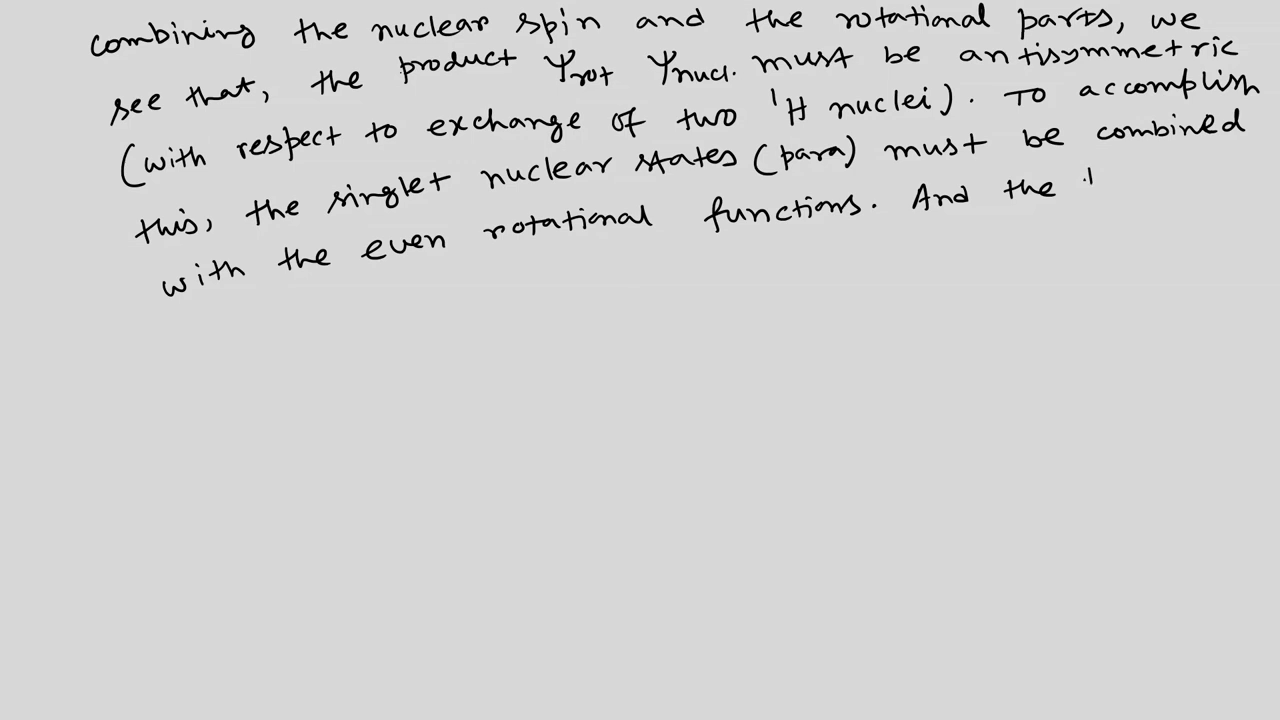 combining the nuclear spin and the rotational parts, we
see that, the product Ψrot Ψnucl. must be antisymmetric
(with respect to exchange of two ¹H nuclei). To accomplish
this, the singlet nuclear states (para) must be combined
with the even rotational functions. And the